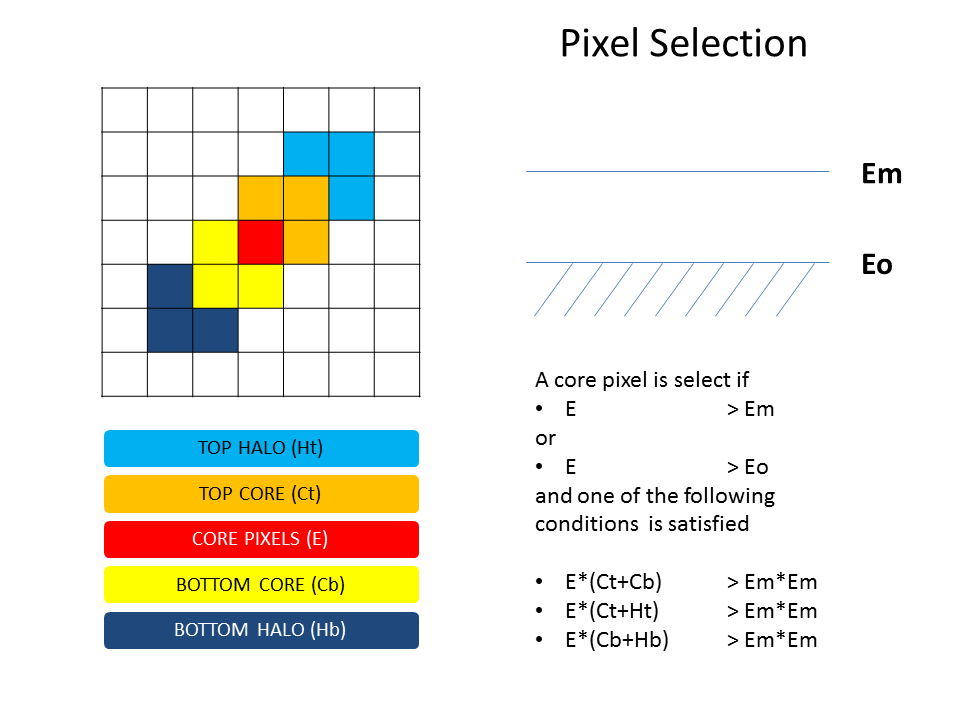 Pixel Selection
Em
Eo
TOP HALO (Ht)
TOP CORE (Ct)
CORE PIXELS (E)
BOTTOM CORE (Cb)
BOTTOM HALO (Hb)
A core pixel is select if
• E > Em
or
• E > Eo
and one of the following
conditions is satisfied
• E*(Ct+Cb) > Em*Em
• E*(Ct+Ht) > Em*Em
• E*(Cb+Hb) > Em*Em